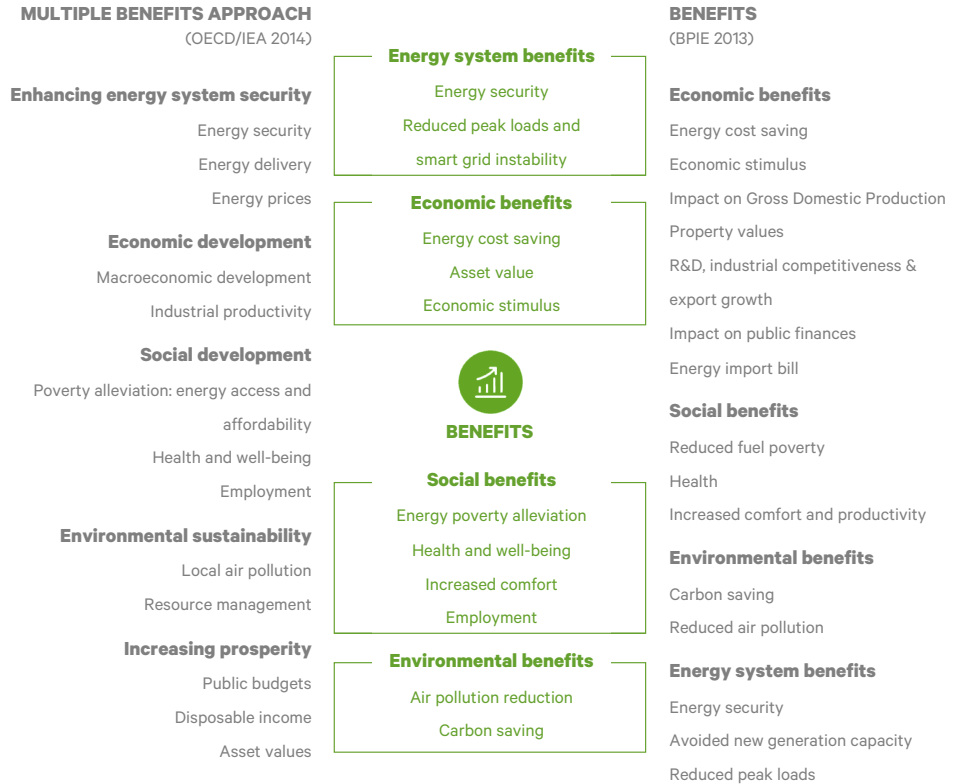 MULTIPLE BENEFITS APPROACH
(OECD/IEA 2014)
Enhancing energy system security
Energy security
Energy delivery
Energy prices
Economic development
Macroeconomic development
Industrial productivity
Social development
Poverty alleviation: energy access and
affordability
Health and well-being
Employment
Environmental sustainability
Local air pollution
Resource management
Increasing prosperity
Public budgets
Disposable income
Asset values
Energy system benefits
Energy security
Reduced peak loads and
smart grid instability
Economic benefits
Energy cost saving
Asset value
Economic stimulus
BENEFITS
Social benefits
Energy poverty alleviation
Health and well-being
Increased comfort
Employment
Environmental benefits
Air pollution reduction
Carbon saving
BENEFITS
(BPIE 2013)
Economic benefits
Energy cost saving
Economic stimulus
Impact on Gross Domestic Production
Property values
R&D, industrial competitiveness &
export growth
Impact on public finances
Energy import bill
Social benefits
Reduced fuel poverty
Health
Increased comfort and productivity
Environmental benefits
Carbon saving
Reduced air pollution
Energy system benefits
Energy security
Avoided new generation capacity
Reduced peak loads